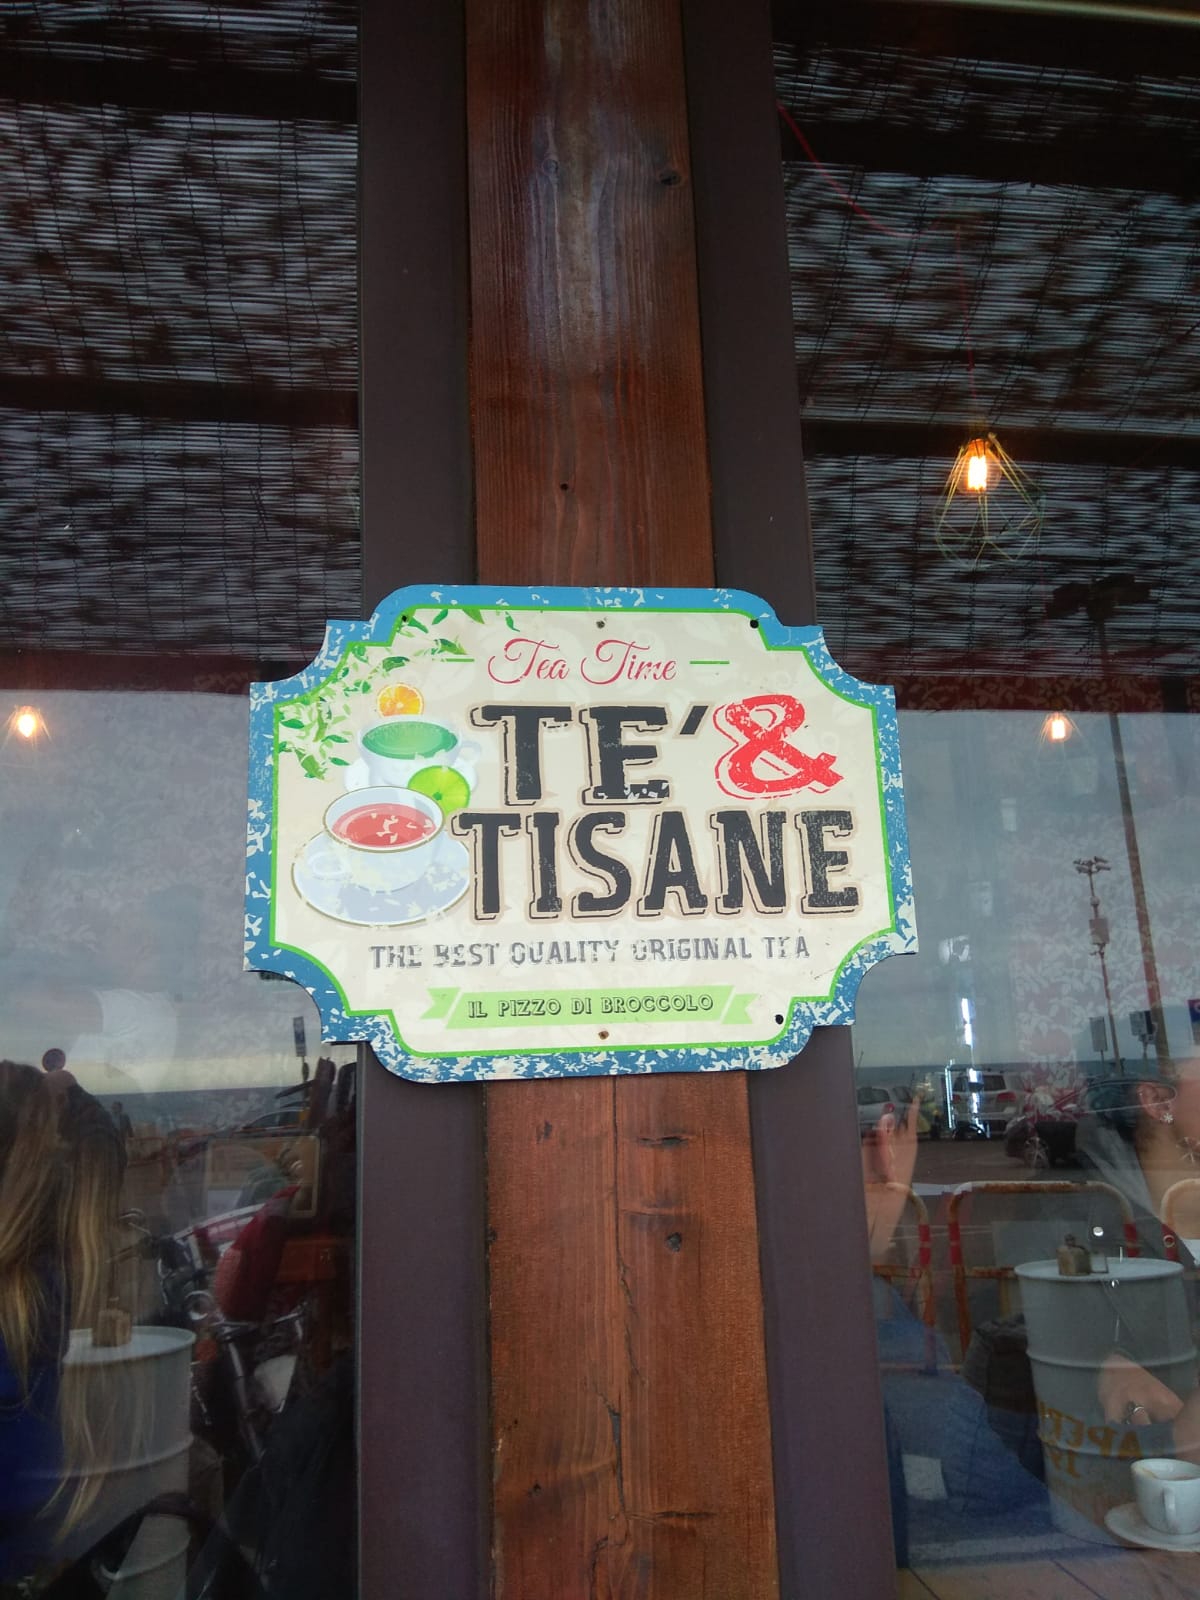 Tea Time
TE'&
TISANE
THE BEST QUALITY ORIGINAL TEA
IL PIZZO DI BROCCOLO